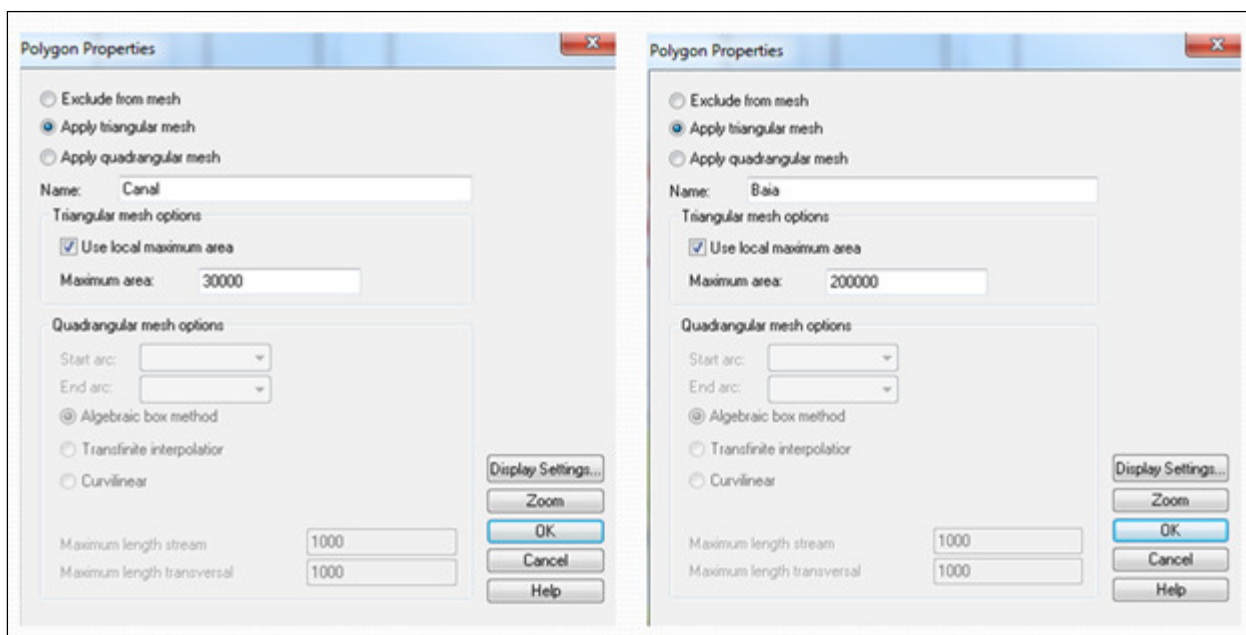 Polygon Properties
Exclude from mesh
Apply triangular mesh
Apply quadrangular mesh
Name: Canal
Triangular mesh options
Use local maximum area
Maximum area: 30000
Quadrangular mesh options
Start arc:
End arc:
Algebraic box method
Transfinite interpolatior
Curvilinear
Maximum length stream 1000
Maximum length transversal 1000
Display Settings...
Zoom
OK
Cancel
Help
Polygon Properties
Exclude from mesh
Apply triangular mesh
Apply quadrangular mesh
Name: Baia
Triangular mesh options
Use local maximum area
Maximum area: 200000
Quadrangular mesh options
Start arc:
End arc:
Algebraic box method
Transfinite interpolatior
Curvilinear
Maximum length stream 1000
Maximum length transversal 1000
Display Settings...
Zoom
OK
Cancel
Help